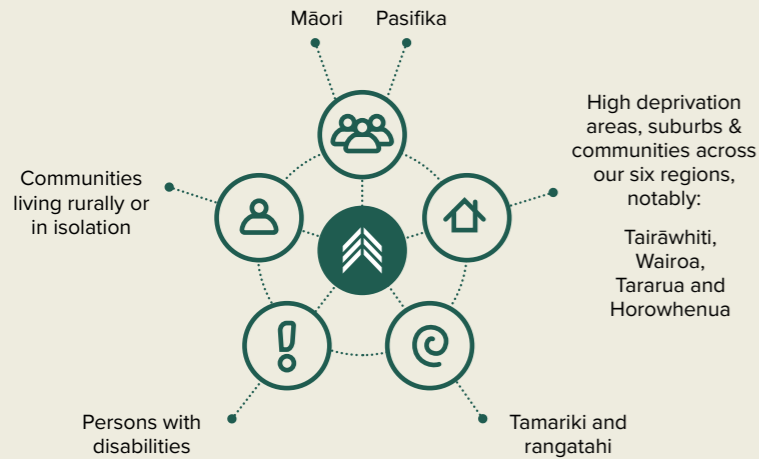 Māori
Pasifika
High deprivation
areas, suburbs &
communities across
our six regions,
notably:
Tairāwhiti,
Wairoa,
Tararua and
Horowhenua
Communities
living rurally or
in isolation
Persons with
disabilities
Tamariki and
rangatahi